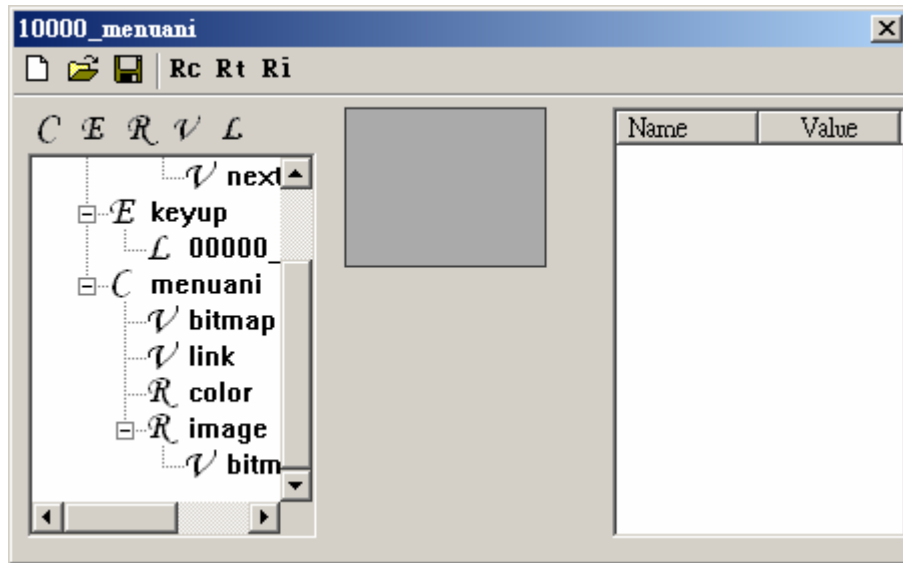 10000_menuani
Rc Rt Ri
C E R V L
Name Value
V next
E keyup
L 00000_
C menuani
V bitmap
V link
R color
R image
V bitm